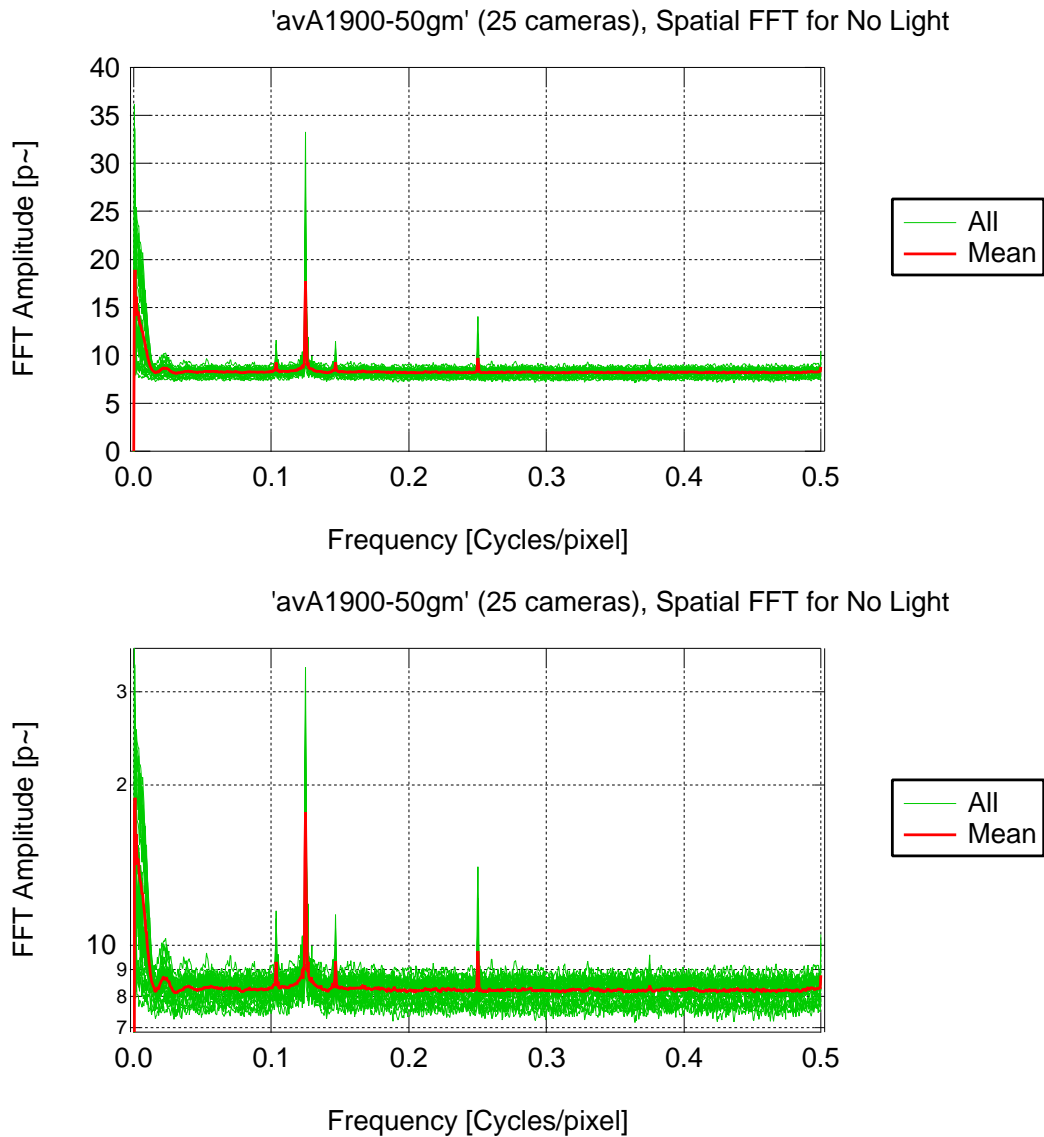 'avA1900-50gm' (25 cameras), Spatial FFT for No Light
40
35
30
25
20
15
10
5
0
FFT Amplitude [p~]
0.0 0.1 0.2 0.3 0.4 0.5
Frequency [Cycles/pixel]
All
Mean
'avA1900-50gm' (25 cameras), Spatial FFT for No Light
3
2
10
9
8
7
FFT Amplitude [p~]
0.0 0.1 0.2 0.3 0.4 0.5
Frequency [Cycles/pixel]
All
Mean